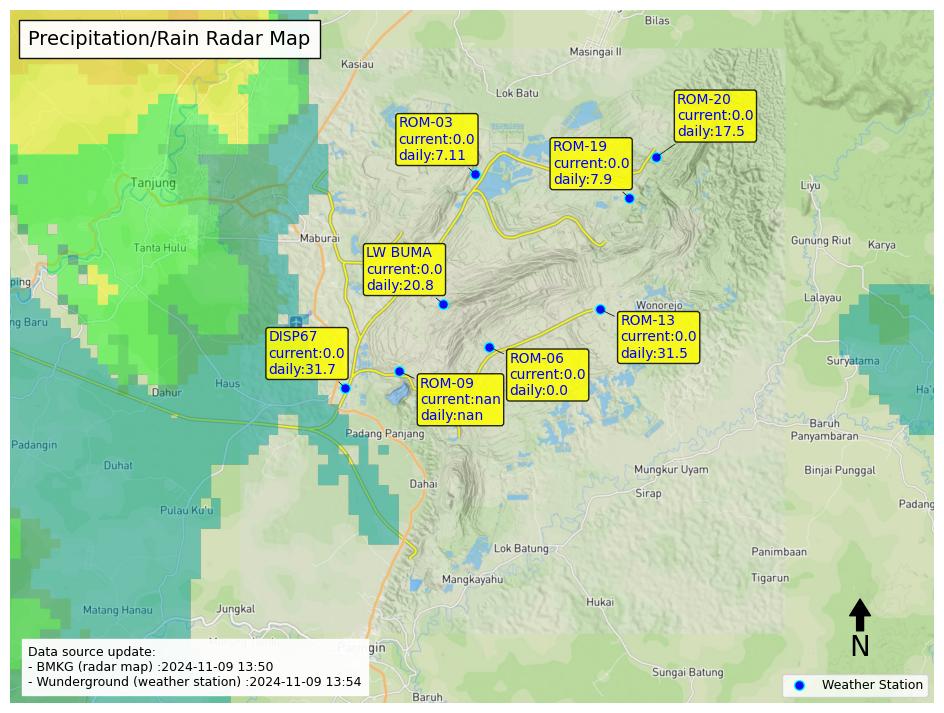 Precipitation/Rain Radar Map
Bilas
Masingai II
Kasiau
Lok Batu
ROM-20
current:0.0
daily:17.5
ROM-03
current:0.0
daily:7.11
ROM-19
current:0.0
daily:7.9
Tanjung
Liyu
Maburai
Tanta Hulu
Gunung Riut
Karya
LW BUMA
current:0.0
daily:20.8
ping
Lalayau
Wonorejo
ng Baru
ROM-13
current:0.0
daily:31.5
DISP67
current:0.0
daily:31.7
ROM-06
current:0.0
daily:0.0
Suryatama
Haus
Dahur
Ha'
ROM-09
current:nan
daily:nan
Baruh
Panyambaran
Padang Panjang
Padangin
Duhat
Mungkur Uyam
Binjai Punggal
Dahai
Sirap
Padang
Pulau Ku'u
Lok Batung
Panimbaan
Mangkayahu
Tigarun
Hukai
Matang Hanau
Jungkal
N
Data source update:
- BMKG (radar map) :2024-11-09 13:50
- Wunderground (weather station) :2024-11-09 13:54
Sungai Batung
Weather Station
Baruh